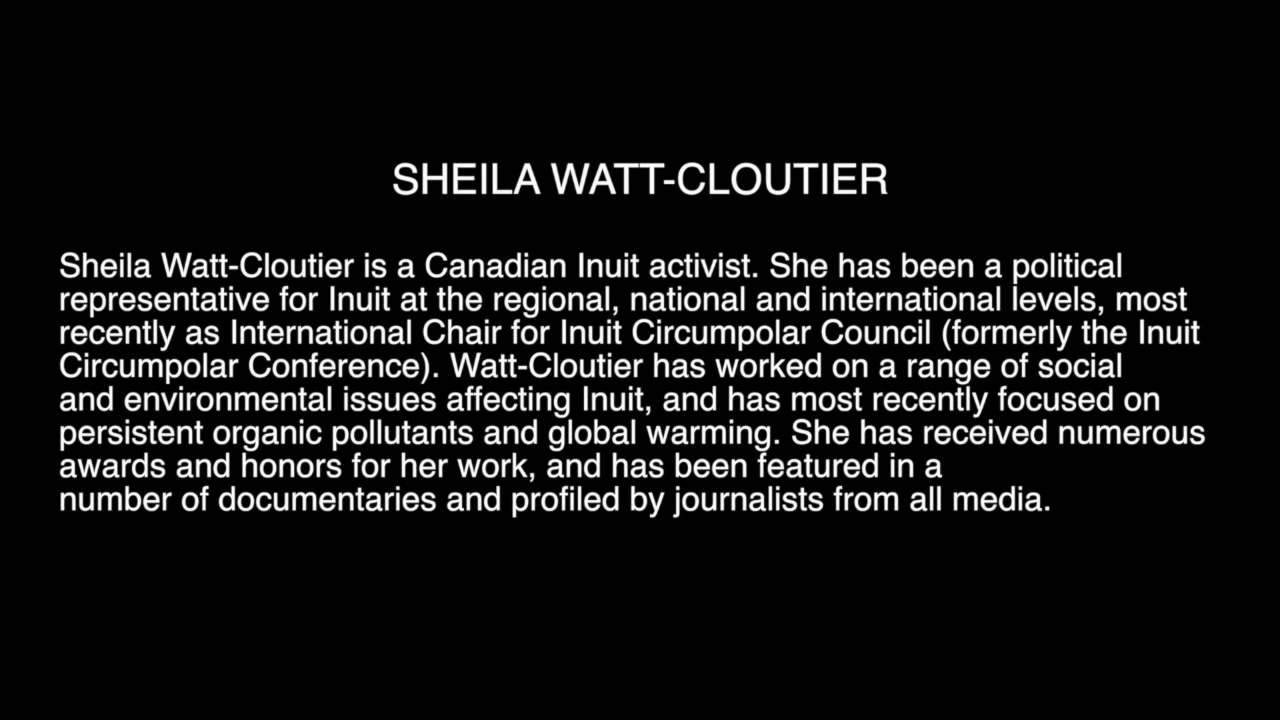 SHEILA WATT-CLOUTIER
Sheila Watt-Cloutier is a Canadian Inuit activist. She has been a political
representative for Inuit at the regional, national and international levels, most
recently as International Chair for Inuit Circumpolar Council (formerly the Inuit
Circumpolar Conference). Watt-Cloutier has worked on a range of social
and environmental issues affecting Inuit, and has most recently focused on
persistent organic pollutants and global warming. She has received numerous
awards and honors for her work, and has been featured in a
number of documentaries and profiled by journalists from all media.